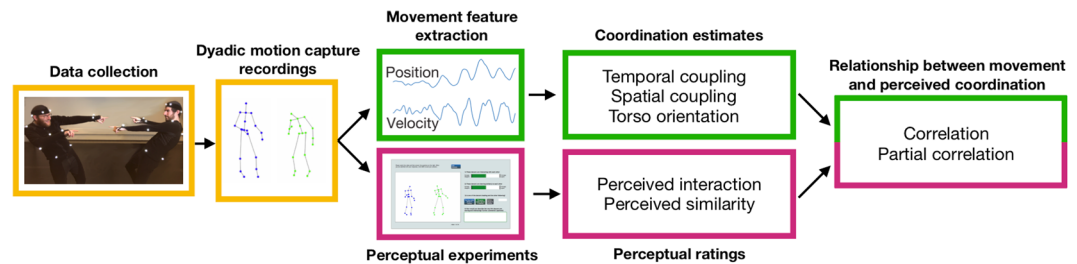 Data collection
Dyadic motion capture
recordings
Movement feature
extraction
Position
Velocity
Coordination estimates
Temporal coupling
Spatial coupling
Torso orientation
Perceptual experiments
Perceived interaction
Perceived similarity
Perceptual ratings
Relationship between movement
and perceived coordination
Correlation
Partial correlation